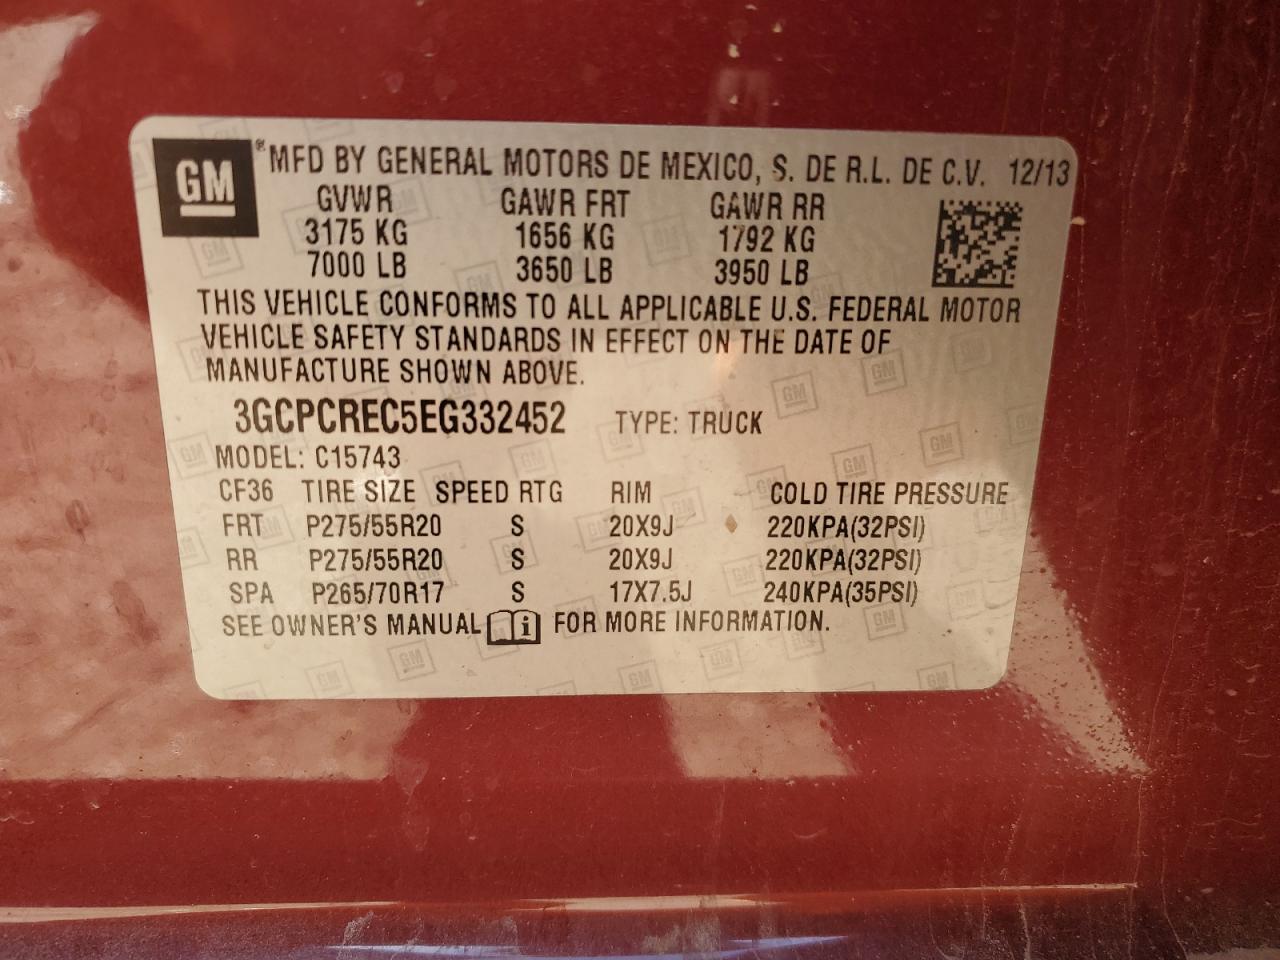 GM ® MFD BY GENERAL MOTORS DE MEXICO, S. DE R.L. DE C.V. 12/13
GVWR GAWR FRT GAWR RR
3175 KG 1656 KG 1792 KG
7000 LB 3650 LB 3950 LB
THIS VEHICLE CONFORMS TO ALL APPLICABLE U.S. FEDERAL MOTOR
VEHICLE SAFETY STANDARDS IN EFFECT ON THE DATE OF
MANUFACTURE SHOWN ABOVE.
3GCPCREC5EG332452 TYPE: TRUCK
MODEL: C15743
CF36 TIRE SIZE SPEED RTG RIM COLD TIRE PRESSURE
FRT P275/55R20 S 20X9J 220KPA(32PSI)
RR P275/55R20 S 20X9J 220KPA(32PSI)
SPA P265/70R17 S 17X7.5J 240KPA(35PSI)
SEE OWNER'S MANUAL i FOR MORE INFORMATION.